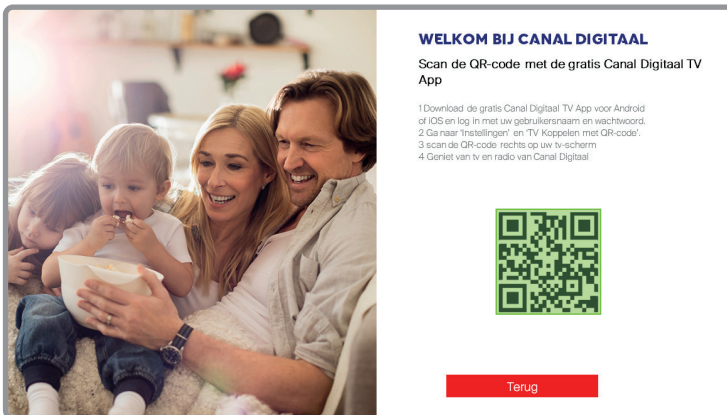 WELKOM BIJ CANAL DIGITAAL
Scan de QR-code met de gratis Canal Digitaal TV
App
1 Download de gratis Canal Digitaal TV App voor Android
of iOS en log in met uw gebruikersnaam en wachtwoord.
2 Ga naar 'Instellingen' en 'TV Koppelen met QR-code'.
3 scan de QR-code rechts op uw tv-scherm
4 Geniet van tv en radio van Canal Digitaal
Terug